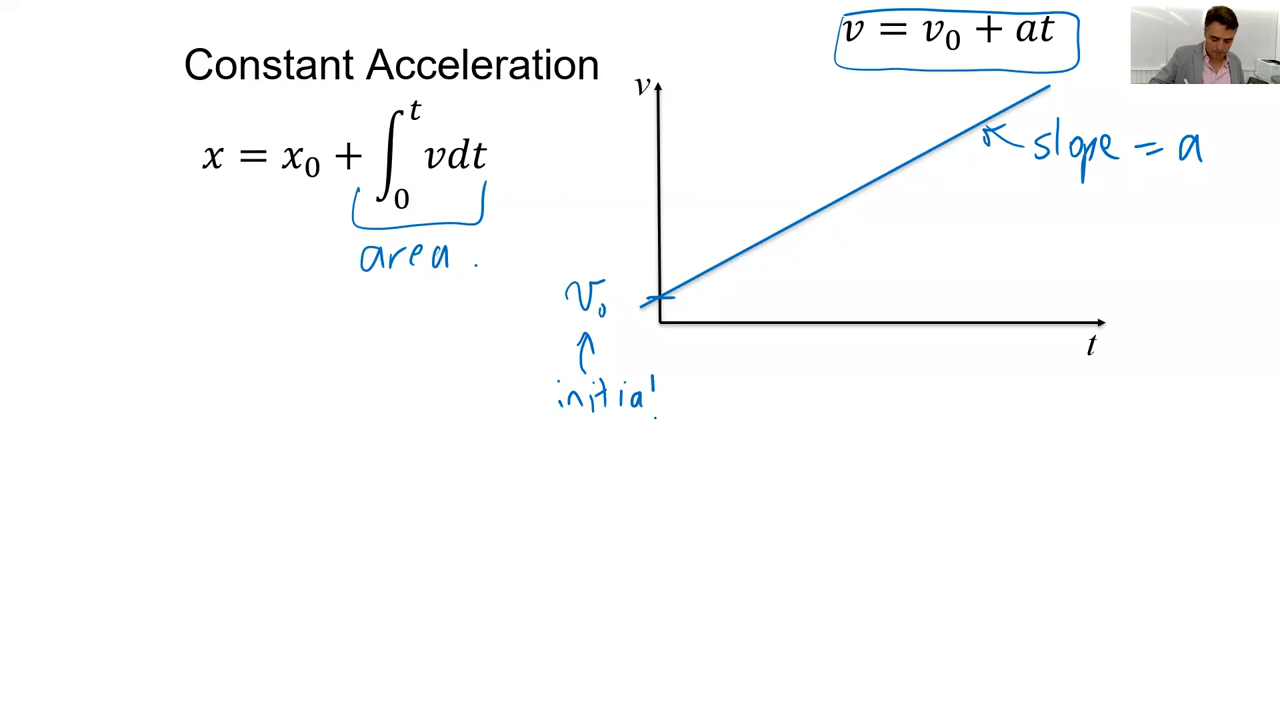 v = v₀ + at
Constant Acceleration
x = x₀ + ∫₀ᵗ vdt
area.
v
slope = a
v₀
t
initial